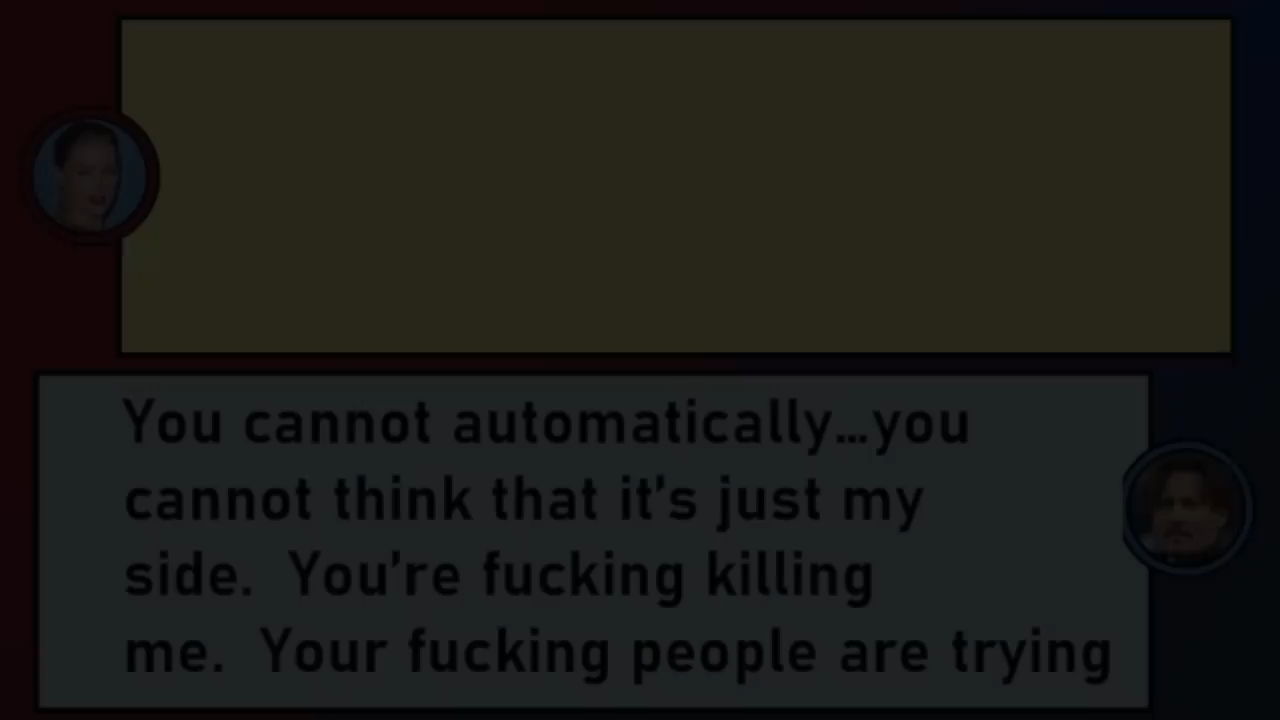 You cannot automatically...you
cannot think that it's just my
side.  You're fucking killing
me.  Your fucking people are trying